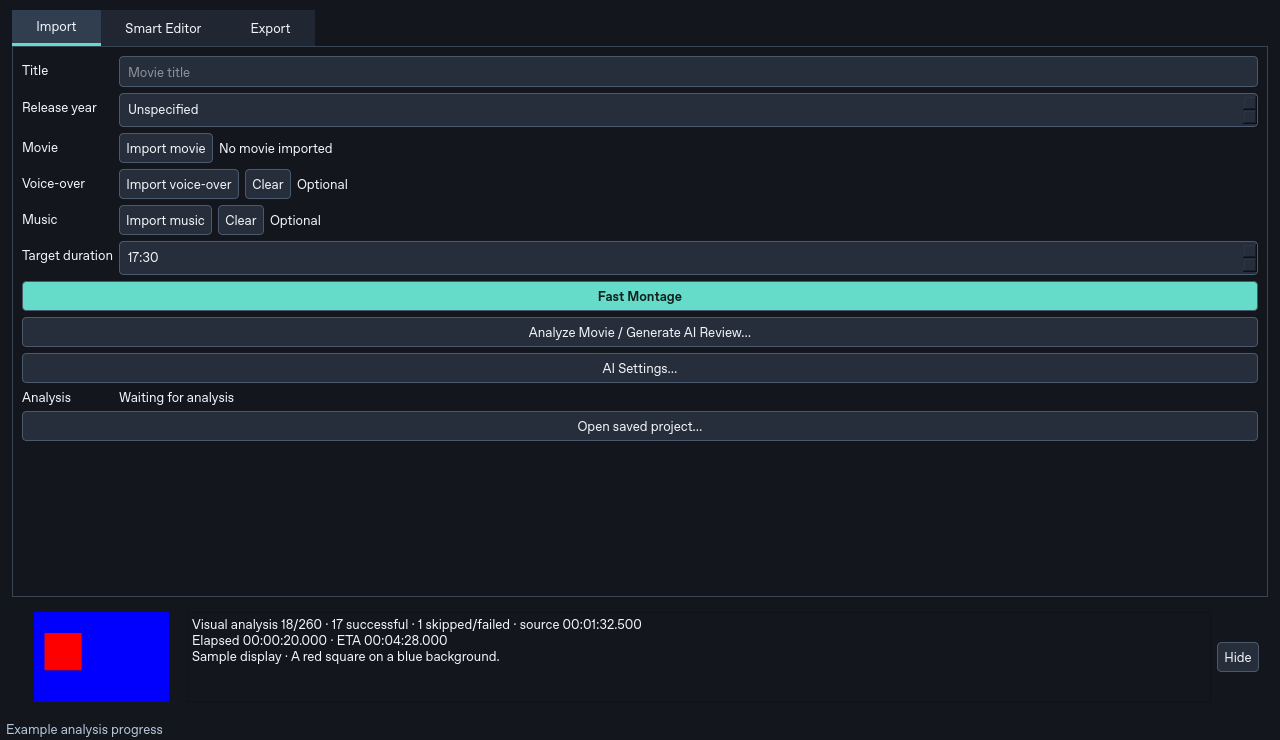 Import Smart Editor Export
Title Movie title
Release year Unspecified
Movie Import movie No movie imported
Voice-over Import voice-over Clear Optional
Music Import music Clear Optional
Target duration 17:30
Fast Montage
Analyze Movie / Generate AI Review...
AI Settings...
Analysis Waiting for analysis
Open saved project...
Visual analysis 18/260 · 17 successful · 1 skipped/failed · source 00:01:32.500
Elapsed 00:00:20.000 · ETA 00:04:28.000
Sample display · A red square on a blue background.
Hide
Example analysis progress